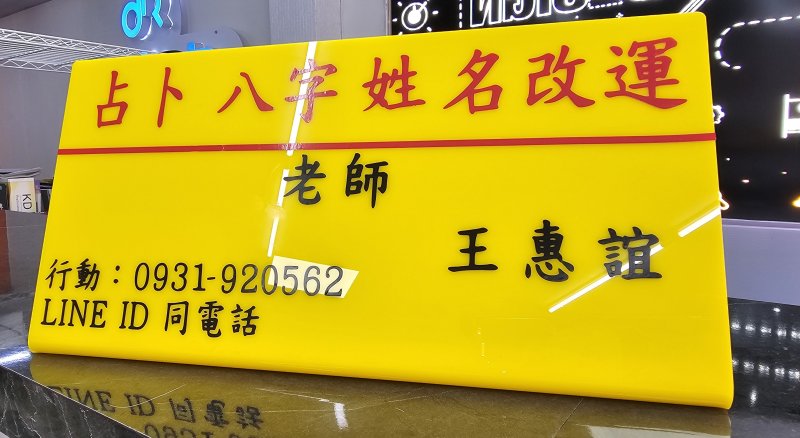 占卜 八字 姓名改運
老師
王惠誼
行動：0931-920562
LINE ID 同電話
KD